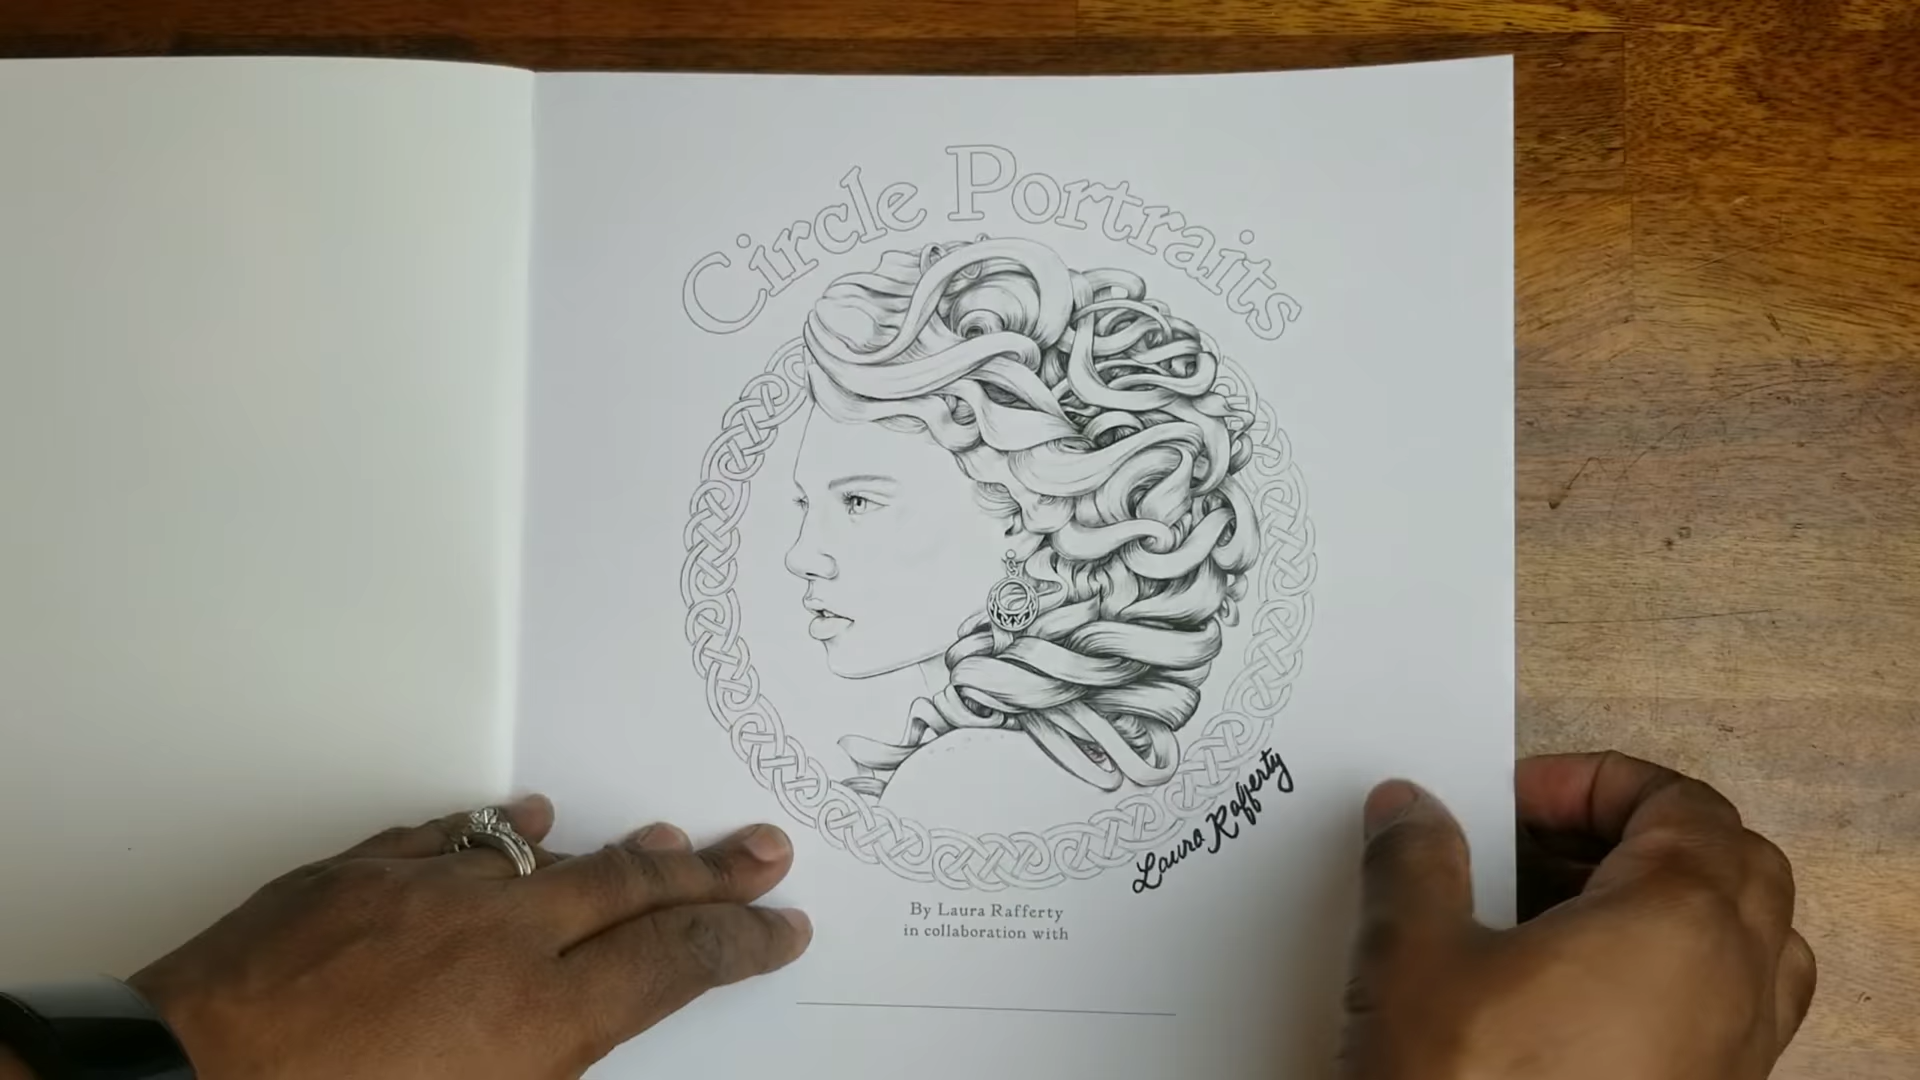 Circle Portraits
Laura Rafferty
By Laura Rafferty
in collaboration with